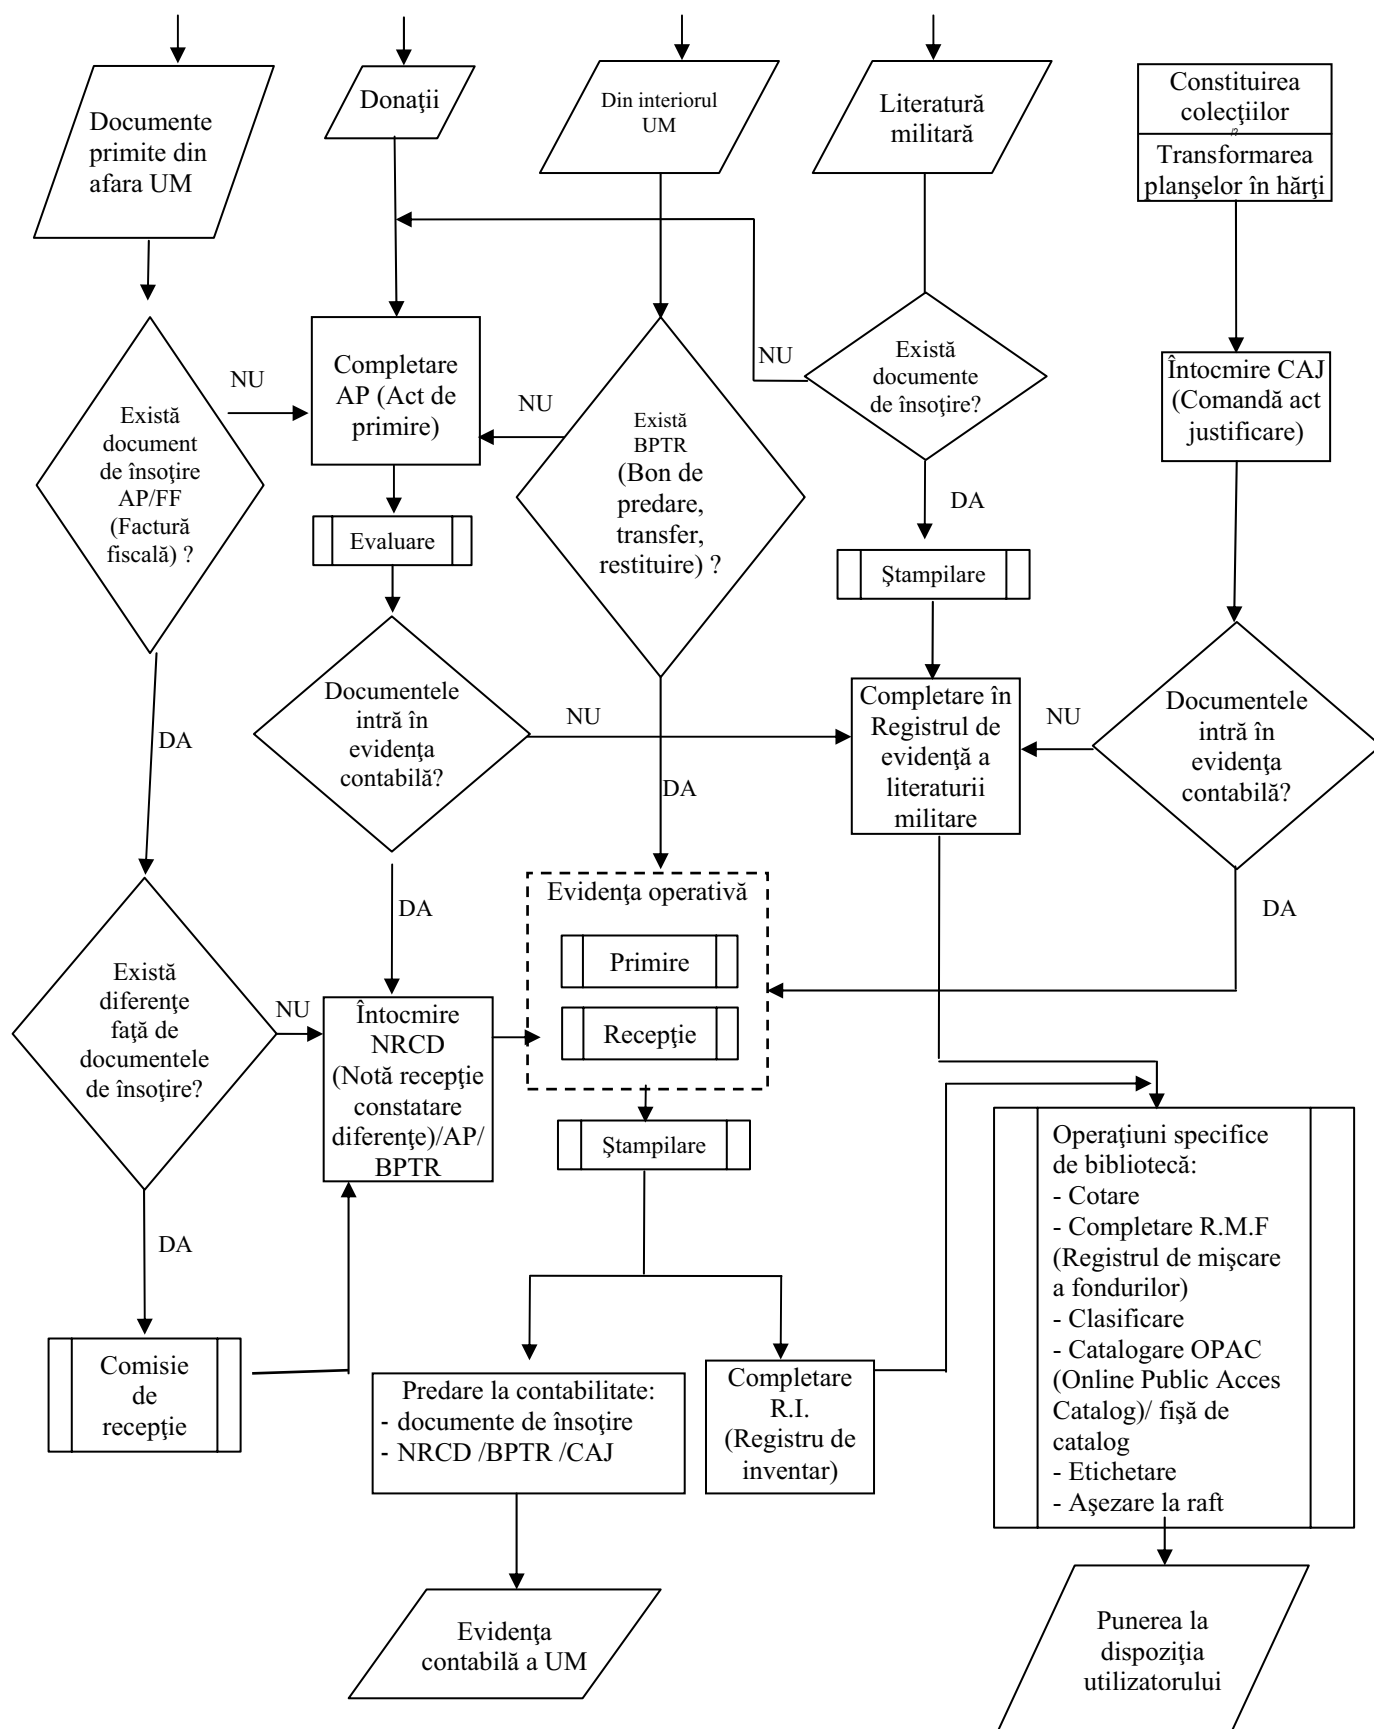 Documente
primite din
afara UM
Donaţii
Din interiorul
UM
Literatură
militară
Constituirea
colecţiilor
Transformarea
planşelor în hărţi
Există
document
de însoţire
AP/FF
(Factură
fiscală) ?
NU
Completare
AP (Act de
primire)
NU
Există
BPTR
(Bon de
predare,
transfer,
restituire) ?
NU
Există
documente
de însoţire?
Întocmire CAJ
(Comandă act
justificare)
DA
DA
Evaluare
Ştampilare
Documentele
intră în
evidenţa
contabilă?
NU
Completare în
Registrul de
evidenţă a
literaturii
militare
NU
Documentele
intră în
evidenţa
contabilă?
DA
DA
DA
DA
Evidenţa operativă
Primire
Recepţie
Există
diferenţe
faţă de
documentele
de însoţire?
NU
Întocmire
NRCD
(Notă recepţie
constatare
diferenţe)/AP/
BPTR
Ştampilare
DA
Comisie
de
recepţie
Predare la contabilitate:
- documente de însoţire
- NRCD /BPTR /CAJ
Completare
R.I.
(Registru de
inventar)
Operaţiuni specifice
de bibliotecă:
- Cotare
- Completare R.M.F
(Registrul de mişcare
a fondurilor)
- Clasificare
- Catalogare OPAC
(Online Public Acces
Catalog)/ fişă de
catalog
- Etichetare
- Aşezare la raft
Evidenţa
contabilă a UM
Punerea la
dispoziţia
utilizatorului